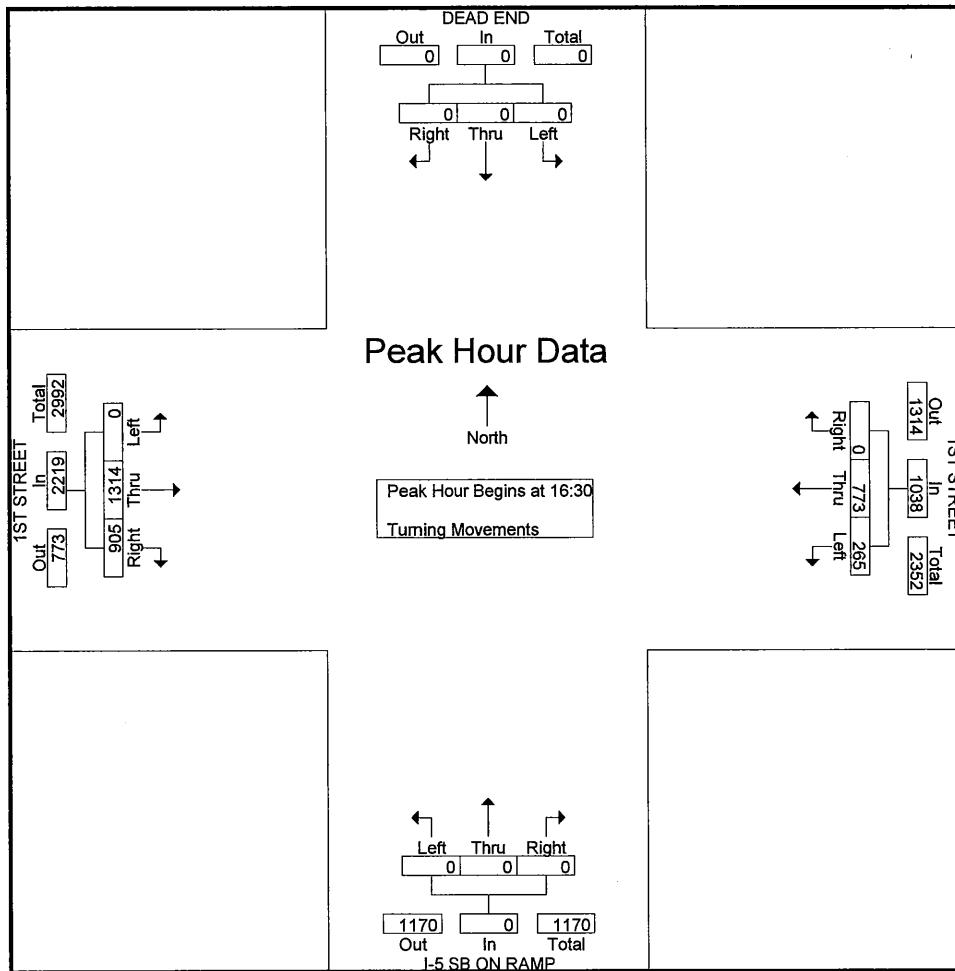 DEAD END
Out In Total
0 0 0
0 0 0
Right Thru Left
Peak Hour Data
North
Peak Hour Begins at 16:30
Turning Movements
1ST STREET
Total In Out
2992 2219 773
0 1314 905
Left Thru Right
1ST STREET
Out In Total
1314 1038 2352
0 773 265
Right Thru Left
Left Thru Right
0 0 0
1170 0 1170
Out In Total
I-5 SB ON RAMP